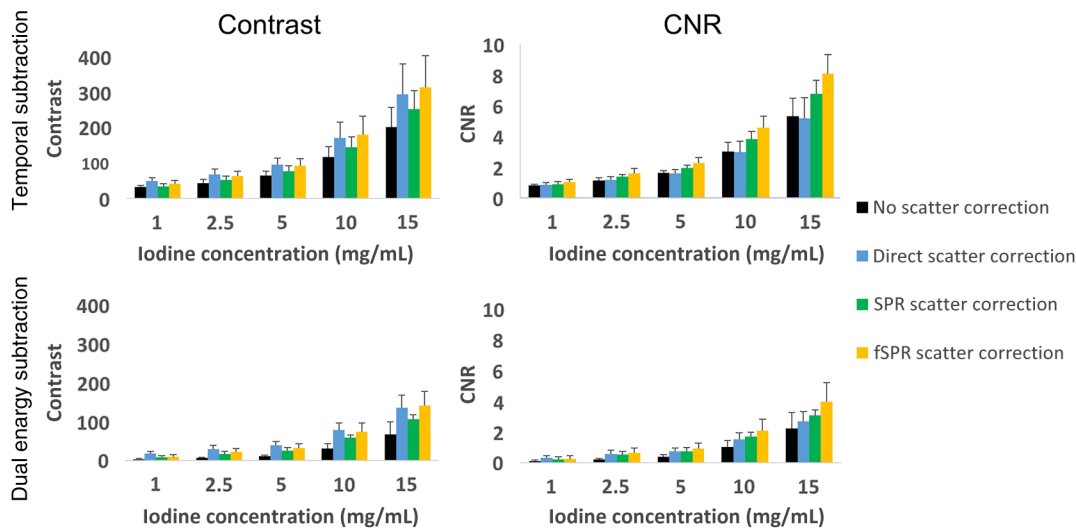 Contrast
CNR
Temporal subtraction
Contrast
400
300
200
100
0
1 2.5 5 10 15
Iodine concentration (mg/mL)
CNR
10
8
6
4
2
0
1 2.5 5 10 15
Iodine concentration (mg/mL)
No scatter correction
Direct scatter correction
SPR scatter correction
fSPR scatter correction
Dual enargy subtraction
Contrast
400
300
200
100
0
1 2.5 5 10 15
Iodine concentration (mg/mL)
CNR
10
8
6
4
2
0
1 2.5 5 10 15
Iodine concentration (mg/mL)